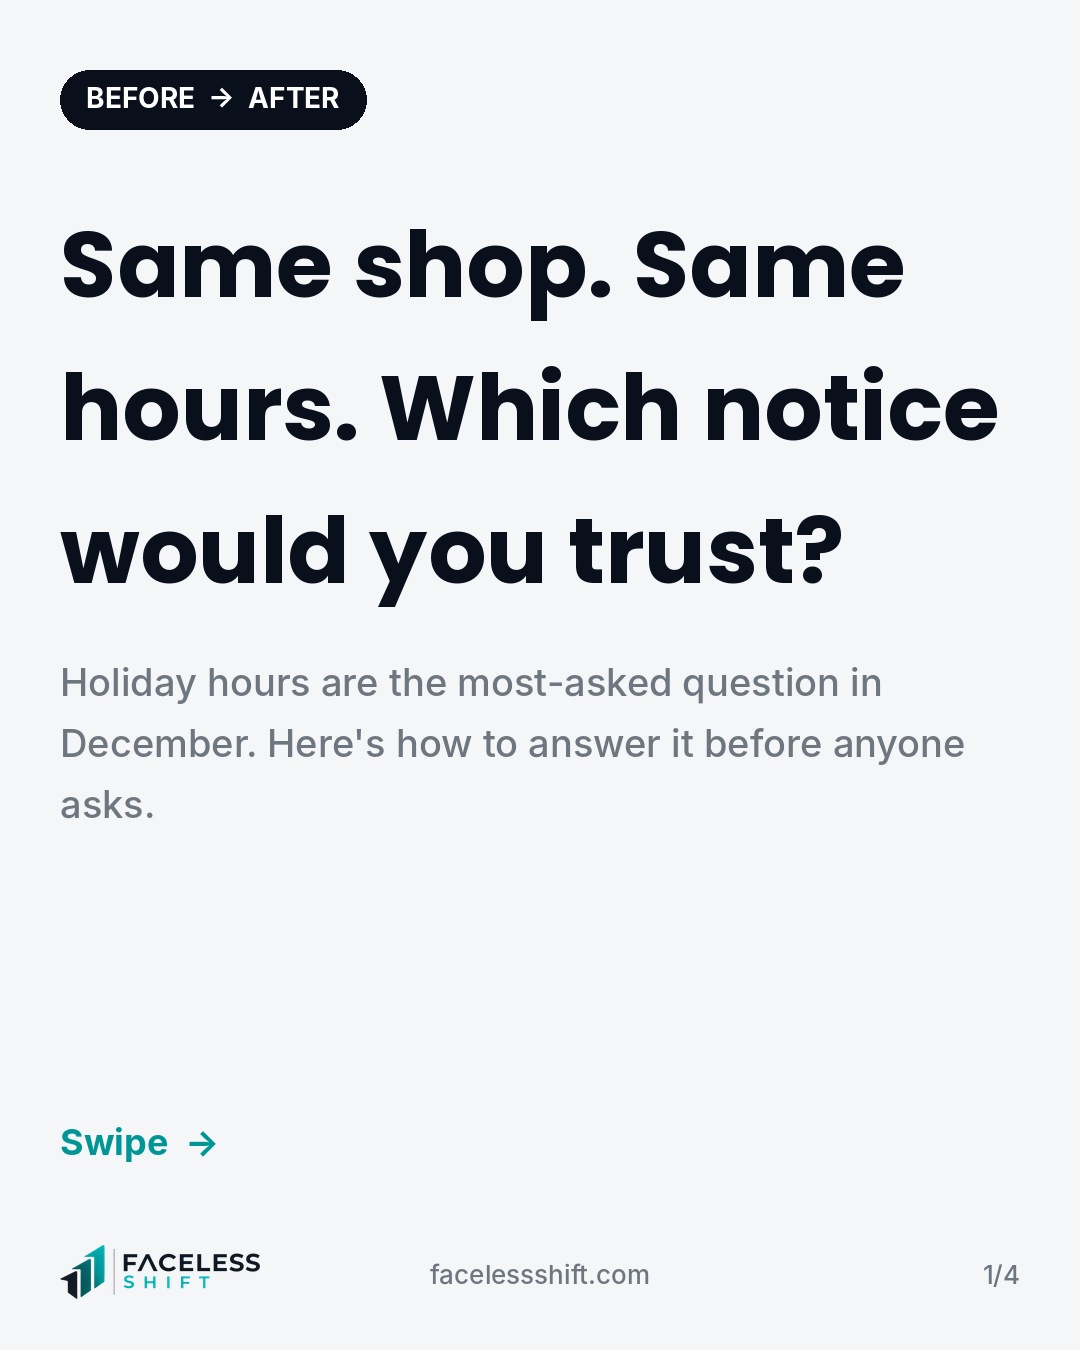 BEFORE → AFTER
Same shop. Same
hours. Which notice
would you trust?
Holiday hours are the most-asked question in
December. Here's how to answer it before anyone
asks.
Swipe →
FACELESS
SHIFT
facelessshift.com
1/4